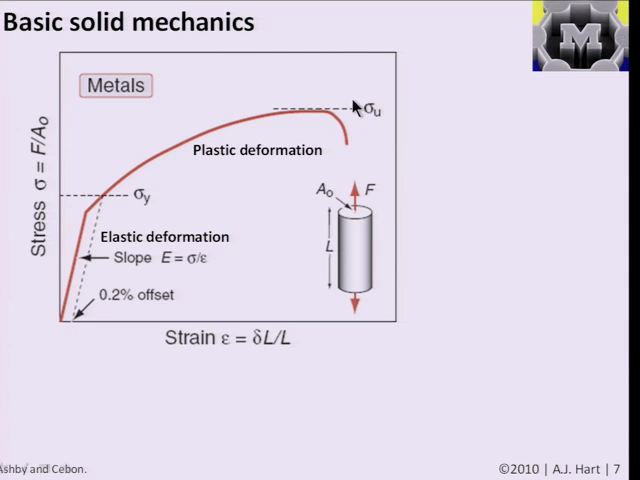 Basic solid mechanics
M
Metals
σu
Stress σ = F/Ao
Plastic deformation
σy
Ao
F
Elastic deformation
L
Slope E = σ/ε
0.2% offset
Strain ε = δL/L
Ashby and Cebon.
©2010 | A.J. Hart | 7